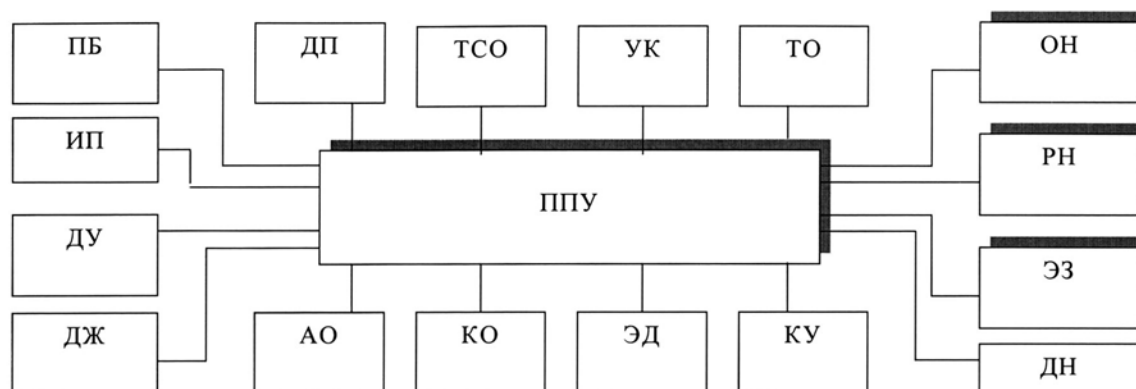 ПБ
ДП
ТСО
УК
ТО
ОН
ИП
РН
ППУ
ДУ
ЭЗ
ДЖ
АО
КО
ЭД
КУ
ДН